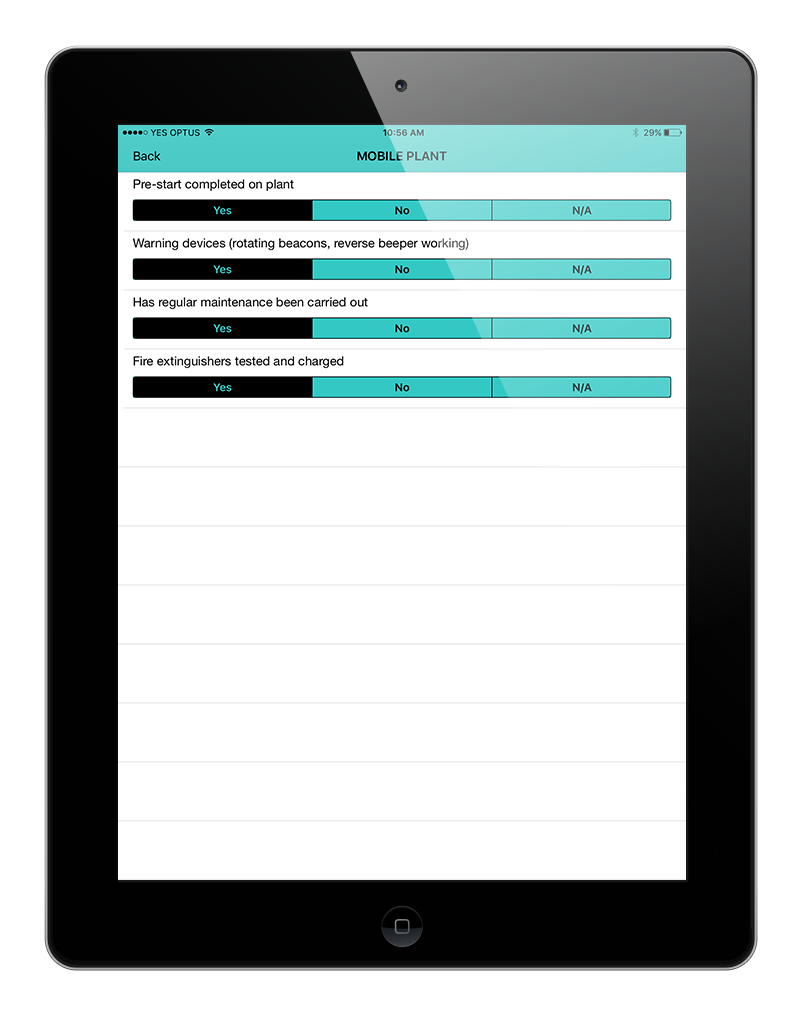 YES OPTUS 10:56 AM 29%
Back MOBILE PLANT
Pre-start completed on plant
Yes No N/A
Warning devices (rotating beacons, reverse beeper working)
Yes No N/A
Has regular maintenance been carried out
Yes No N/A
Fire extinguishers tested and charged
Yes No N/A